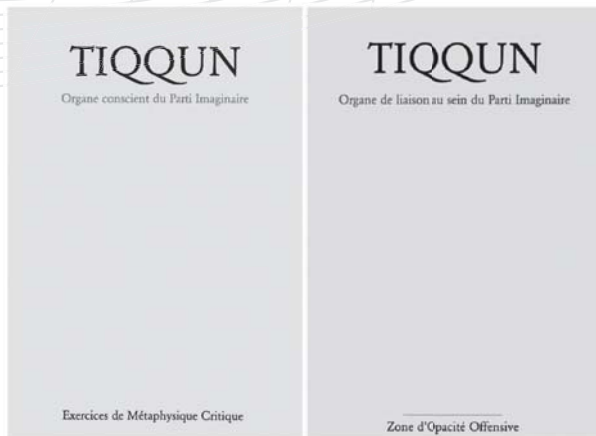 TIQQUN
Organe conscient du Parti Imaginaire
Exercices de Métaphysique Critique
TIQQUN
Organe de liaison au sein du Parti Imaginaire
Zone d'Opacité Offensive